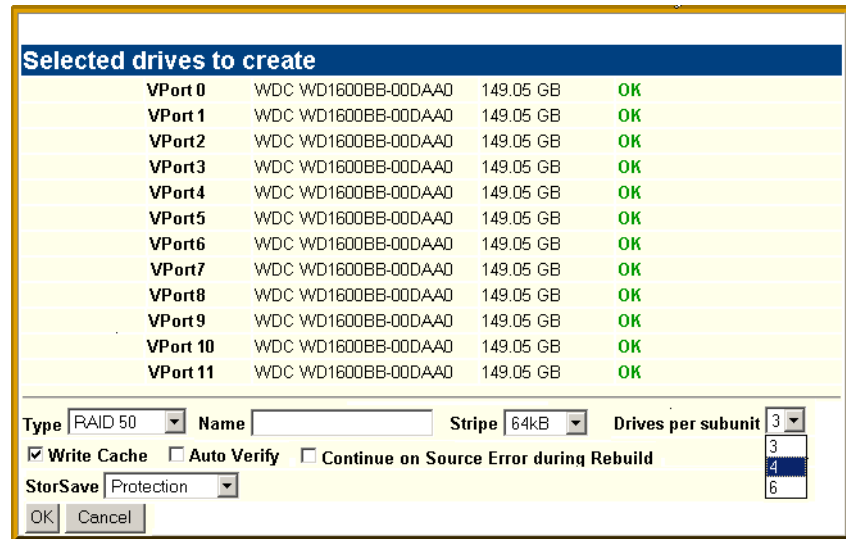 Selected drives to create
VPort 0 WDC WD1600BB-00DAA0 149.05 GB OK
VPort 1 WDC WD1600BB-00DAA0 149.05 GB OK
VPort2 WDC WD1600BB-00DAA0 149.05 GB OK
VPort3 WDC WD1600BB-00DAA0 149.05 GB OK
VPort4 WDC WD1600BB-00DAA0 149.05 GB OK
VPort5 WDC WD1600BB-00DAA0 149.05 GB OK
VPort6 WDC WD1600BB-00DAA0 149.05 GB OK
VPort7 WDC WD1600BB-00DAA0 149.05 GB OK
VPort8 WDC WD1600BB-00DAA0 149.05 GB OK
VPort9 WDC WD1600BB-00DAA0 149.05 GB OK
VPort 10 WDC WD1600BB-00DAA0 149.05 GB OK
VPort 11 WDC WD1600BB-00DAA0 149.05 GB OK
Type RAID 50 Name Stripe 64kB Drives per subunit 3
Write Cache Auto Verify Continue on Source Error during Rebuild 3
4
StorSave Protection 6
OK Cancel